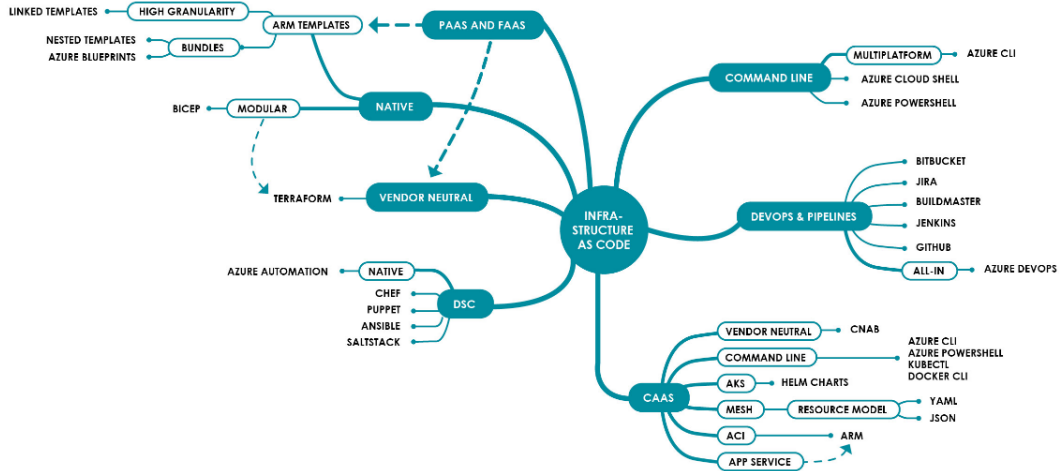 LINKED TEMPLATES
HIGH GRANULARITY
ARM TEMPLATES
PAAS AND FAAS
NESTED TEMPLATES
AZURE BLUEPRINTS
BUNDLES
NATIVE
BICEP
MODULAR
TERRAFORM
VENDOR NEUTRAL
AZURE AUTOMATION
NATIVE
CHEF
PUPPET
ANSIBLE
SALTSTACK
DSC
INFRA-
STRUCTURE
AS CODE
COMMAND LINE
MULTIPLATFORM
AZURE CLI
AZURE CLOUD SHELL
AZURE POWERSHELL
DEVOPS & PIPELINES
BITBUCKET
JIRA
BUILDMASTER
JENKINS
GITHUB
ALL-IN
AZURE DEVOPS
CAAS
VENDOR NEUTRAL
CNAB
COMMAND LINE
AZURE CLI
AZURE POWERSHELL
KUBECTL
DOCKER CLI
AKS
HELM CHARTS
MESH
RESOURCE MODEL
YAML
JSON
ACI
ARM
APP SERVICE